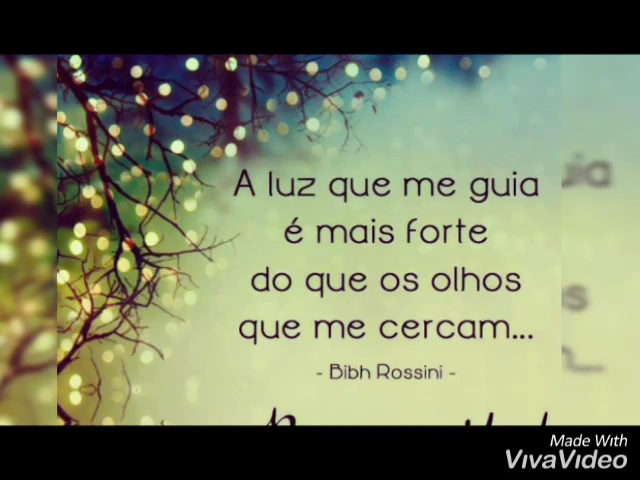 A luz que me guia
é mais forte
do que os olhos
que me cercam...
- Bibh Rossini -
Made With
VivaVideo